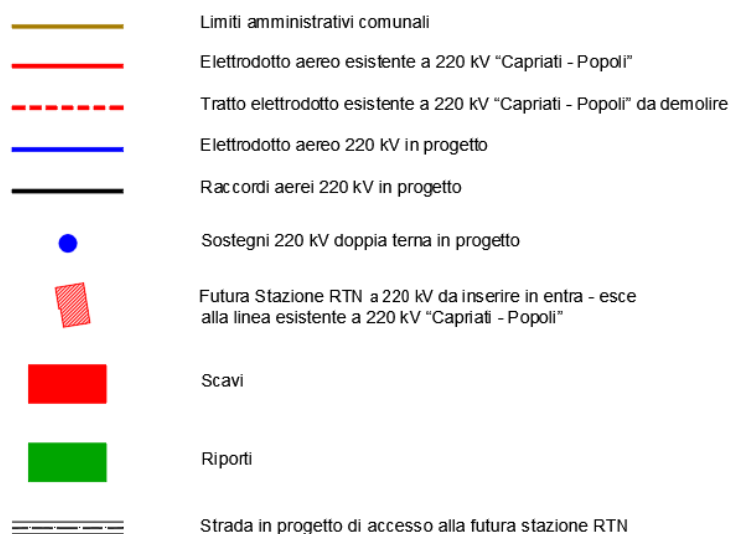 Limiti amministrativi comunali
Elettrodotto aereo esistente a 220 kV “Capriati - Popoli”
Tratto elettrodotto esistente a 220 kV “Capriati - Popoli” da demolire
Elettrodotto aereo 220 kV in progetto
Raccordi aerei 220 kV in progetto
Sostegni 220 kV doppia terna in progetto
Futura Stazione RTN a 220 kV da inserire in entra - esce
alla linea esistente a 220 kV “Capriati - Popoli”
Scavi
Riporti
Strada in progetto di accesso alla futura stazione RTN